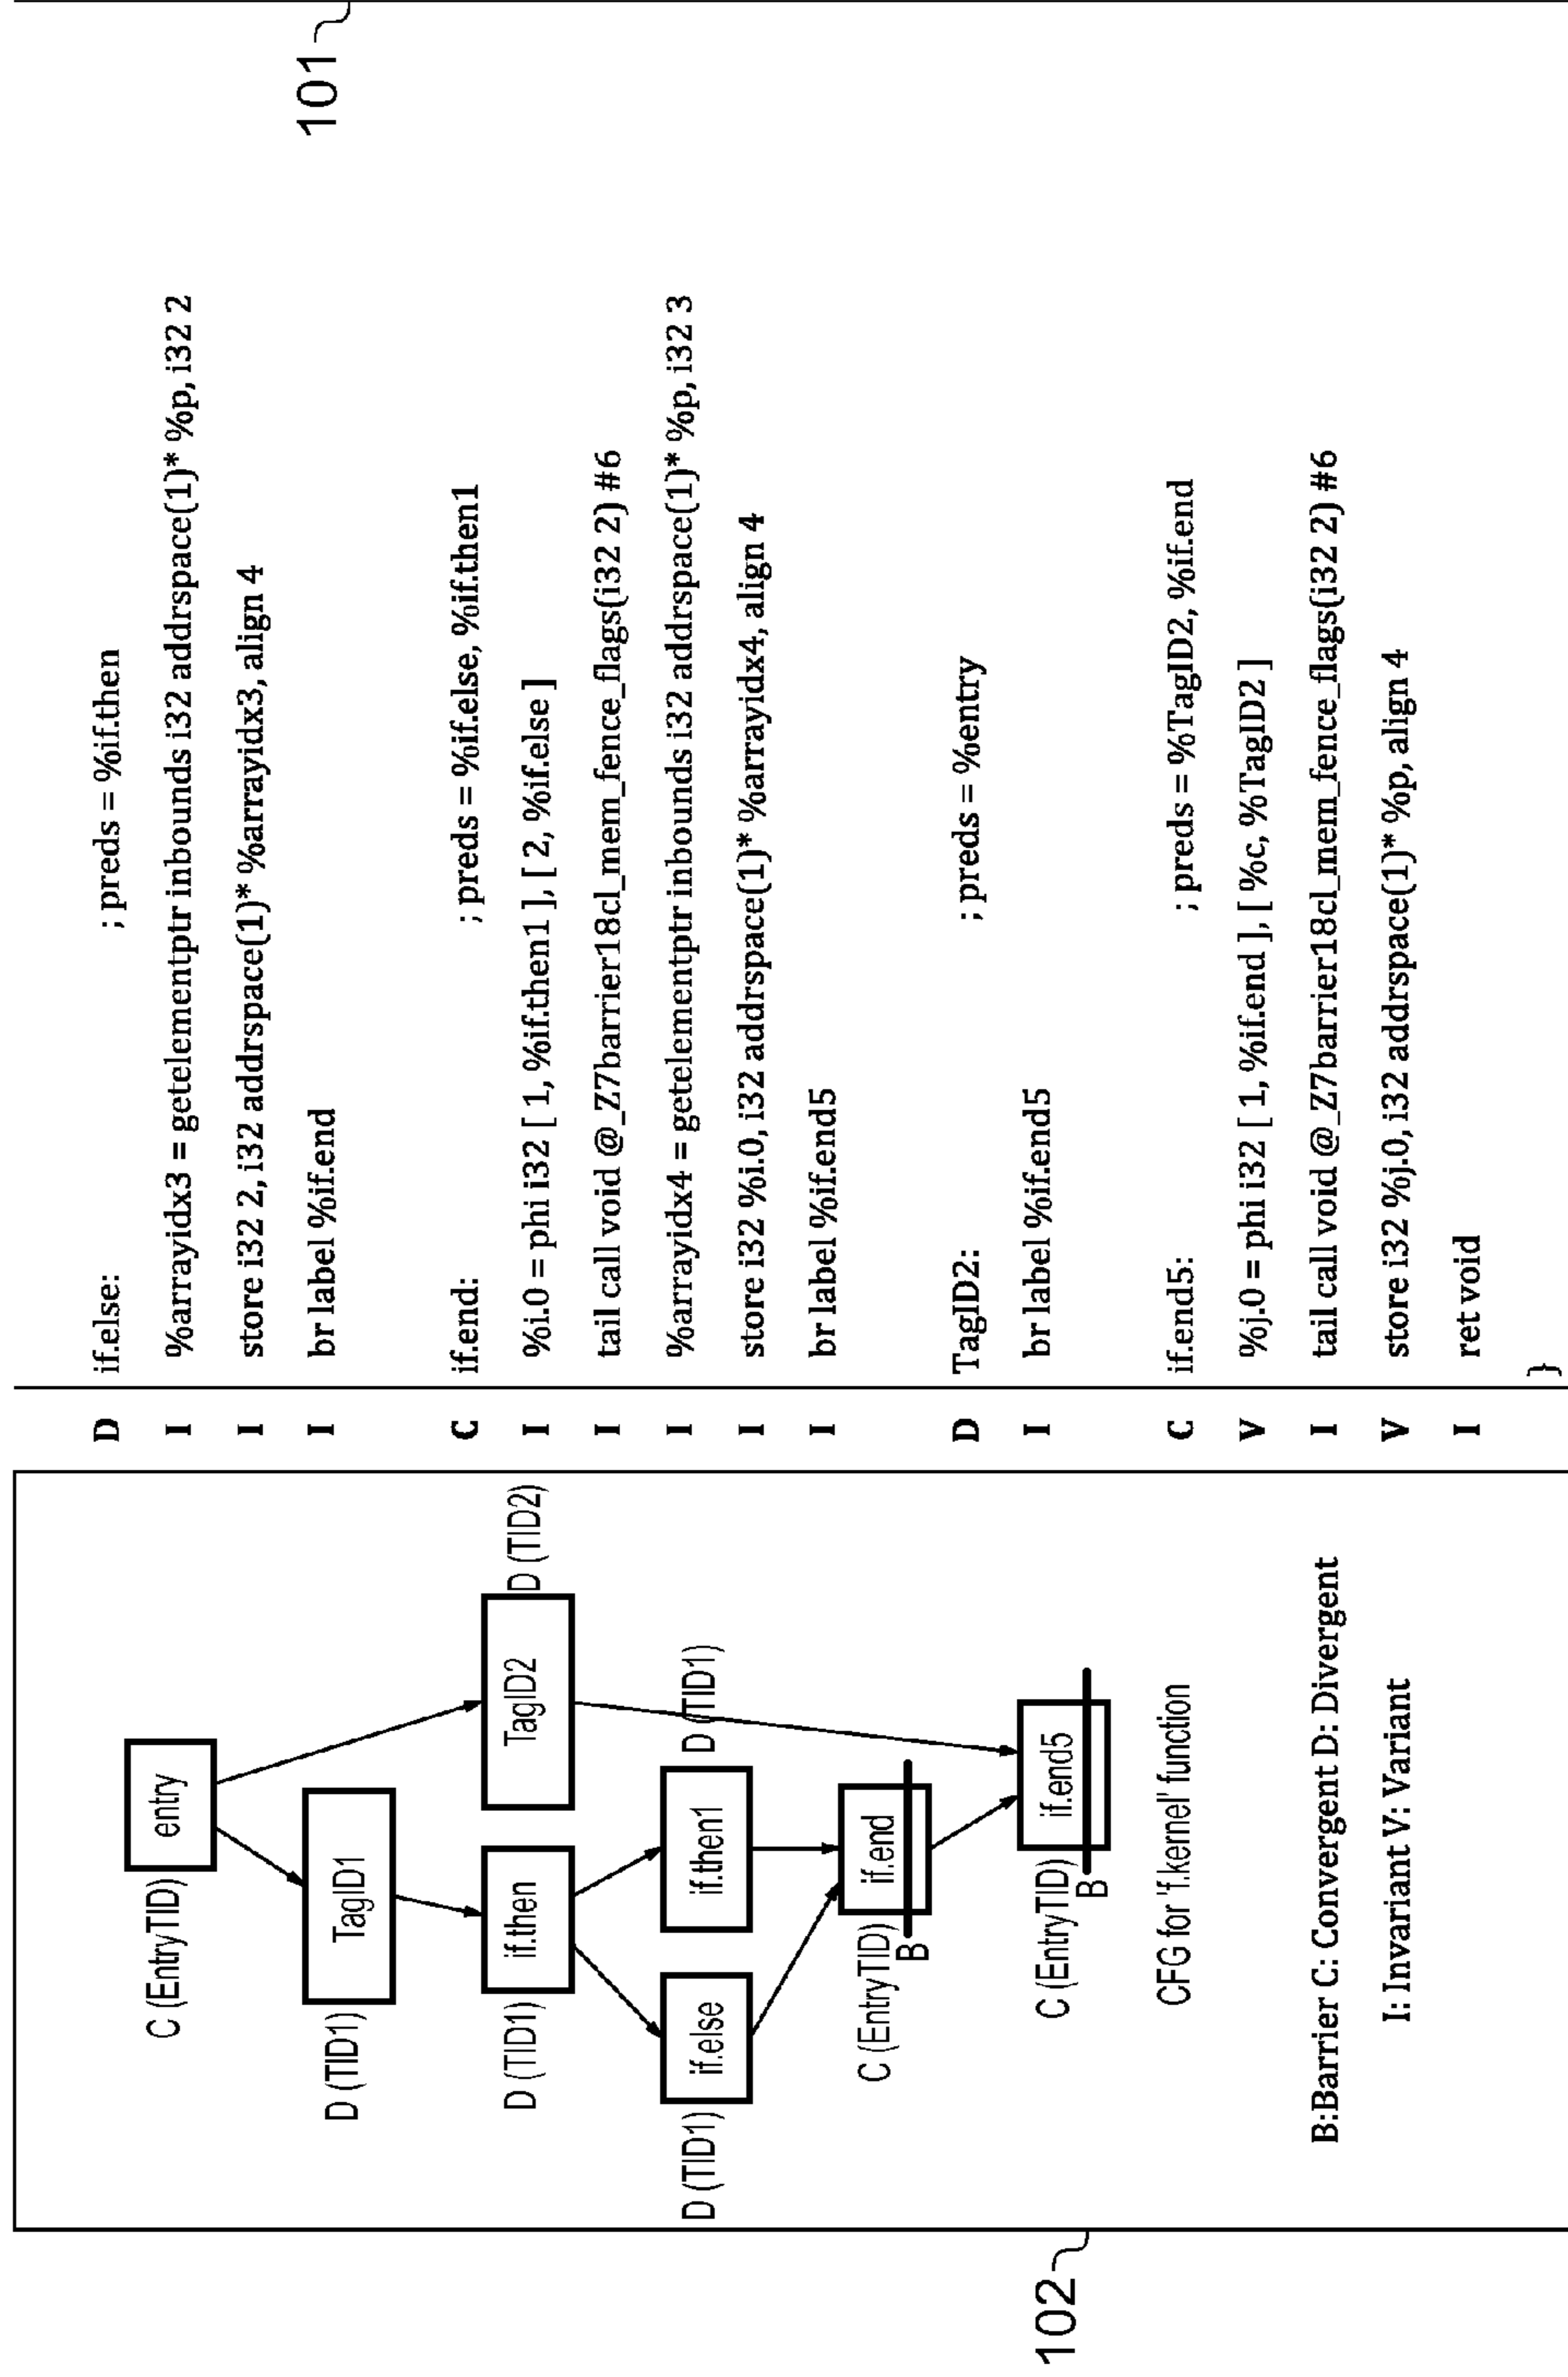 102
C (EntryTID)
entry
D (TID1)
TagID1
D (TID1)
if.then
TagID2
D (TID2)
D (TID1)
if.else
if.then1
D (TID1)
C (EntryTID)
if.end
B
C (EntryTID)
if.end5
B
CFG for 'f.kernel' function
B:Barrier C: Convergent D: Divergent
I: Invariant V: Variant
D if.else: ; preds = %if.then
I %arrayidx3 = getelementptr inbounds i32 addrspace(1)* %p, i32 2
I store i32 2, i32 addrspace(1)* %arrayidx3, align 4
I br label %if.end
C if.end: ; preds = %if.else, %if.then1
I %i.0 = phi i32 [ 1, %if.then1 ], [ 2, %if.else ]
I tail call void @_Z7barrier18cl_mem_fence_flags(i32 2) #6
I %arrayidx4 = getelementptr inbounds i32 addrspace(1)* %p, i32 3
I store i32 %i.0, i32 addrspace(1)* %arrayidx4, align 4
I br label %if.end5
D TagID2: ; preds = %entry
I br label %if.end5
C if.end5: ; preds = %TagID2, %if.end
V %j.0 = phi i32 [ 1, %if.end ], [ %c, %TagID2 ]
I tail call void @_Z7barrier18cl_mem_fence_flags(i32 2) #6
V store i32 %j.0, i32 addrspace(1)* %p, align 4
I ret void
}
101